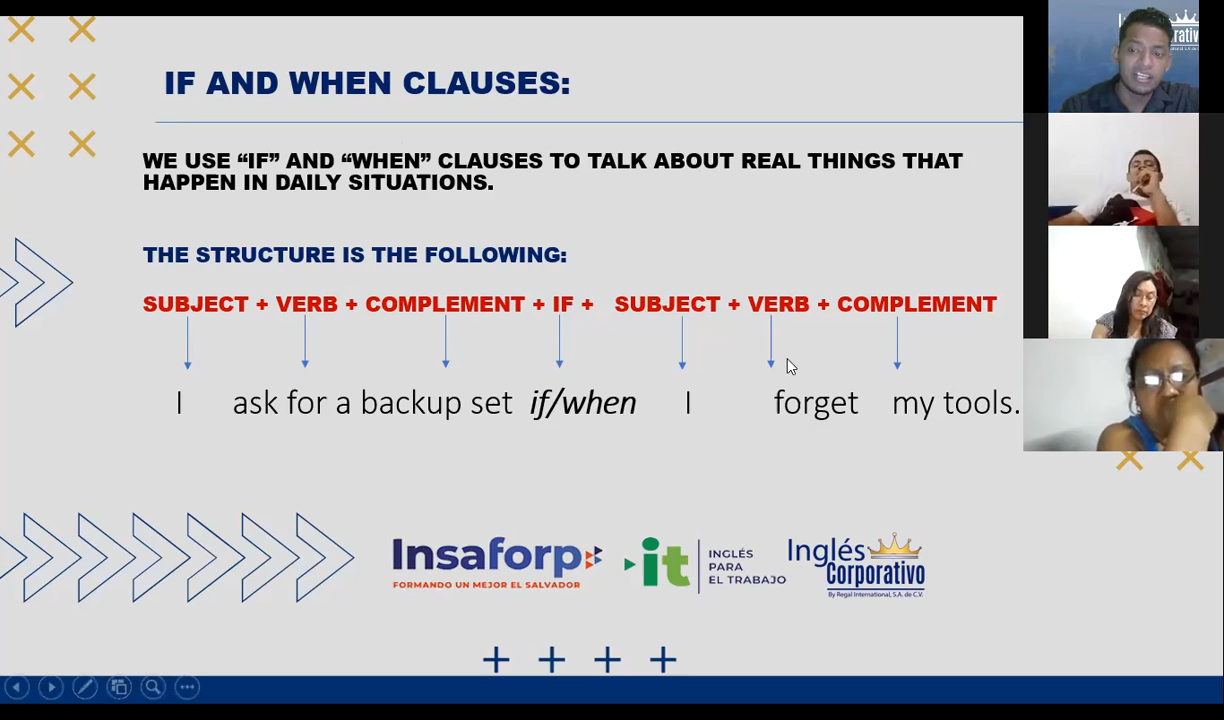 IF AND WHEN CLAUSES:
WE USE “IF” AND “WHEN” CLAUSES TO TALK ABOUT REAL THINGS THAT
HAPPEN IN DAILY SITUATIONS.
THE STRUCTURE IS THE FOLLOWING:
SUBJECT + VERB + COMPLEMENT + IF + SUBJECT + VERB + COMPLEMENT
I ask for a backup set if/when I forget my tools.
Insaforp
FORMANDO UN MEJOR EL SALVADOR
it
INGLÉS
PARA
EL TRABAJO
Inglés
Corporativo
By Regal International, S.A. de C.V.